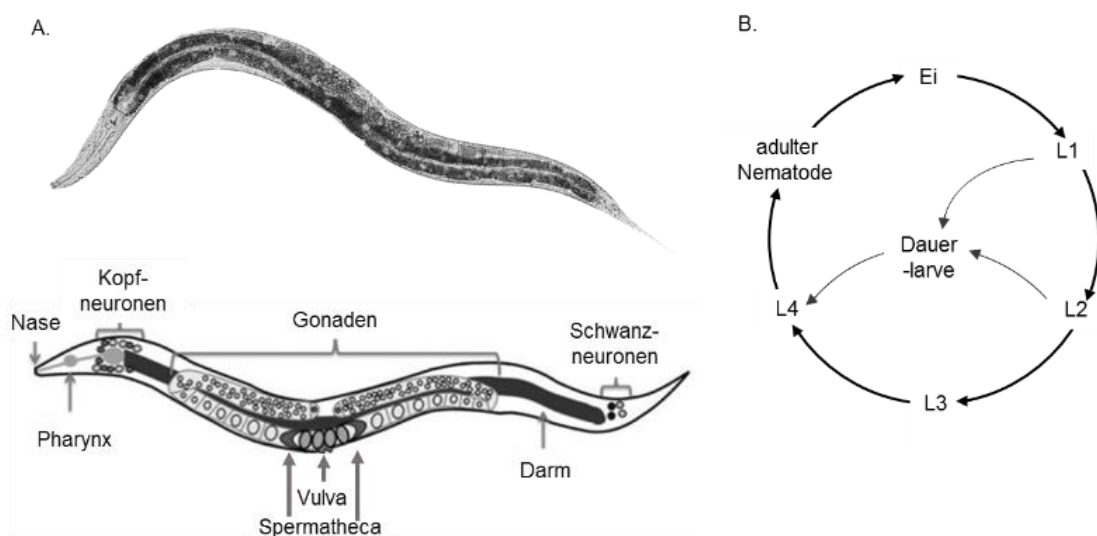 A.
Kopf-
neuronen
Nase
Gonaden
Schwanz-
neuronen
Pharynx
Vulva
Spermatheca
Darm
B.
Ei
L1
adulter
Nematode
Dauer
-larve
L4
L2
L3